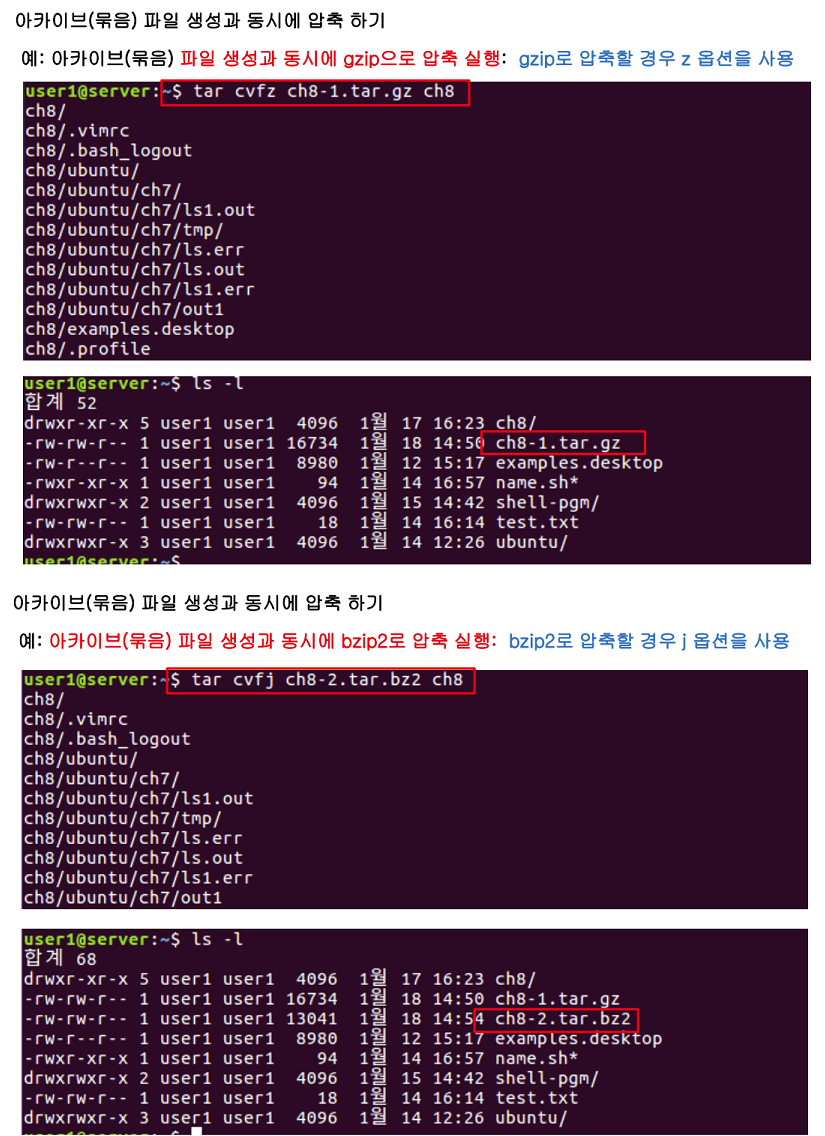 아카이브(묶음) 파일 생성과 동시에 압축 하기
예: 아카이브(묶음) 파일 생성과 동시에 gzip으로 압축 실행: gzip로 압축할 경우 z 옵션을 사용
user1@server:~$ tar cvfz ch8-1.tar.gz ch8
ch8/
ch8/.vimrc
ch8/.bash_logout
ch8/ubuntu/
ch8/ubuntu/ch7/
ch8/ubuntu/ch7/ls1.out
ch8/ubuntu/ch7/tmp/
ch8/ubuntu/ch7/ls.err
ch8/ubuntu/ch7/ls.out
ch8/ubuntu/ch7/ls1.err
ch8/ubuntu/ch7/out1
ch8/examples.desktop
ch8/.profile
user1@server:~$ ls -l
합계 52
drwxr-xr-x 5 user1 user1  4096  1월 17 16:23 ch8/
-rw-rw-r-- 1 user1 user1 16734  1월 18 14:50 ch8-1.tar.gz
-rw-r--r-- 1 user1 user1  8980  1월 12 15:17 examples.desktop
-rwxr-xr-x 1 user1 user1    94  1월 14 16:57 name.sh*
drwxrwxr-x 2 user1 user1  4096  1월 15 14:42 shell-pgm/
-rw-rw-r-- 1 user1 user1    18  1월 14 16:14 test.txt
drwxrwxr-x 3 user1 user1  4096  1월 14 12:26 ubuntu/
user1@server:~$
아카이브(묶음) 파일 생성과 동시에 압축 하기
예: 아카이브(묶음) 파일 생성과 동시에 bzip2로 압축 실행: bzip2로 압축할 경우 j 옵션을 사용
user1@server:~$ tar cvfj ch8-2.tar.bz2 ch8
ch8/
ch8/.vimrc
ch8/.bash_logout
ch8/ubuntu/
ch8/ubuntu/ch7/
ch8/ubuntu/ch7/ls1.out
ch8/ubuntu/ch7/tmp/
ch8/ubuntu/ch7/ls.err
ch8/ubuntu/ch7/ls.out
ch8/ubuntu/ch7/ls1.err
ch8/ubuntu/ch7/out1
user1@server:~$ ls -l
합계 68
drwxr-xr-x 5 user1 user1  4096  1월 17 16:23 ch8/
-rw-rw-r-- 1 user1 user1 16734  1월 18 14:50 ch8-1.tar.gz
-rw-rw-r-- 1 user1 user1 13041  1월 18 14:54 ch8-2.tar.bz2
-rw-r--r-- 1 user1 user1  8980  1월 12 15:17 examples.desktop
-rwxr-xr-x 1 user1 user1    94  1월 14 16:57 name.sh*
drwxrwxr-x 2 user1 user1  4096  1월 15 14:42 shell-pgm/
-rw-rw-r-- 1 user1 user1    18  1월 14 16:14 test.txt
drwxrwxr-x 3 user1 user1  4096  1월 14 12:26 ubuntu/